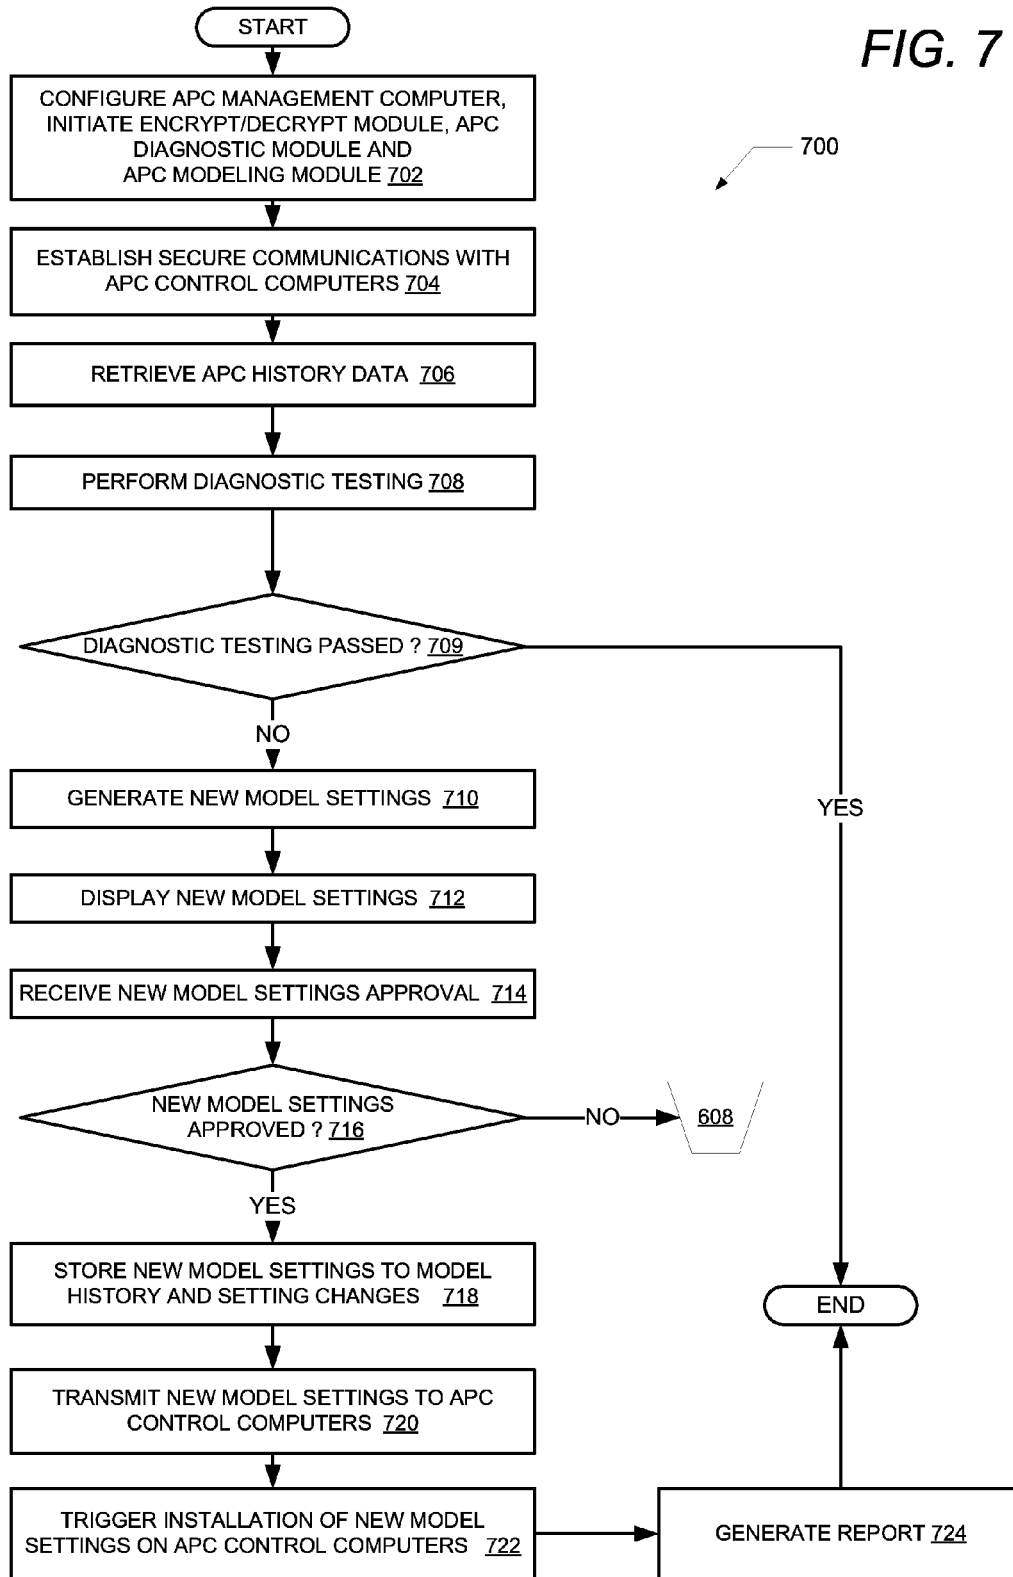 START
FIG. 7
CONFIGURE APC MANAGEMENT COMPUTER,
INITIATE ENCRYPT/DECRYPT MODULE, APC
DIAGNOSTIC MODULE AND
APC MODELING MODULE 702
700
ESTABLISH SECURE COMMUNICATIONS WITH
APC CONTROL COMPUTERS 704
RETRIEVE APC HISTORY DATA 706
PERFORM DIAGNOSTIC TESTING 708
DIAGNOSTIC TESTING PASSED ? 709
NO
YES
GENERATE NEW MODEL SETTINGS 710
DISPLAY NEW MODEL SETTINGS 712
RECEIVE NEW MODEL SETTINGS APPROVAL 714
NEW MODEL SETTINGS
APPROVED ? 716
NO
608
YES
STORE NEW MODEL SETTINGS TO MODEL
HISTORY AND SETTING CHANGES 718
END
TRANSMIT NEW MODEL SETTINGS TO APC
CONTROL COMPUTERS 720
TRIGGER INSTALLATION OF NEW MODEL
SETTINGS ON APC CONTROL COMPUTERS 722
GENERATE REPORT 724